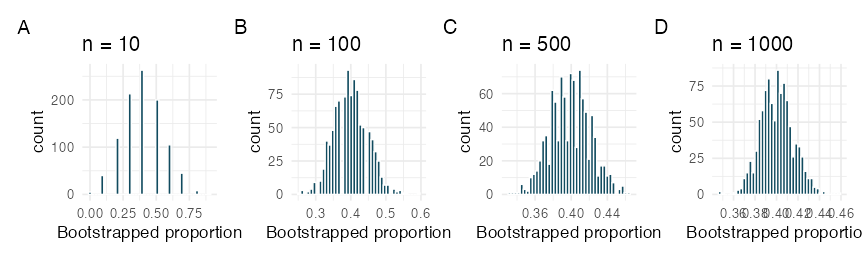 A
B
C
D
n = 10
n = 100
n = 500
n = 1000
count
200
100
0
0.00 0.25 0.50 0.75
Bootstrapped proportion
count
75
50
25
0
0.3 0.4 0.5 0.6
Bootstrapped proportion
count
60
40
20
0
0.36 0.40 0.44
Bootstrapped proportion
count
75
50
25
0
0.36 0.38 0.40 0.42 0.44 0.46
Bootstrapped proportio